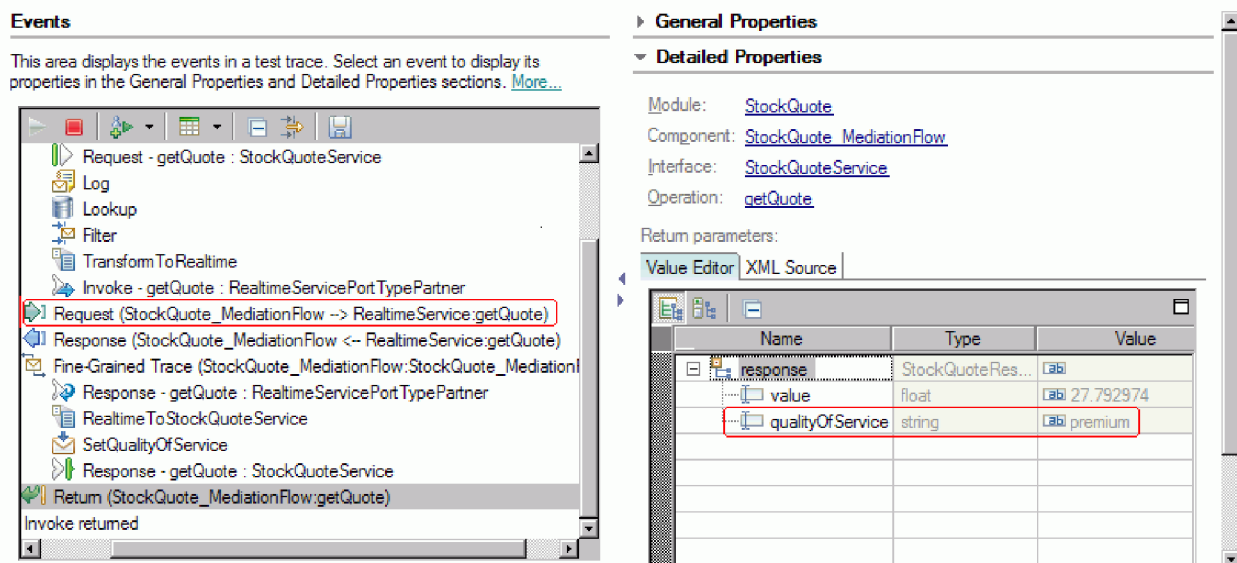 Events
This area displays the events in a test trace. Select an event to display its
properties in the General Properties and Detailed Properties sections. More...
Request - getQuote : StockQuoteService
Log
Lookup
Filter
TransformToRealtime
Invoke - getQuote : RealtimeServicePortTypePartner
Request (StockQuote_MediationFlow --> RealtimeService:getQuote)
Response (StockQuote_MediationFlow <-- RealtimeService:getQuote)
Fine-Grained Trace (StockQuote_MediationFlow:StockQuote_Mediation
Response - getQuote : RealtimeServicePortTypePartner
RealtimeToStockQuoteService
SetQualityOfService
Response - getQuote : StockQuoteService
Return (StockQuote_MediationFlow:getQuote)
Invoke returned
General Properties
Detailed Properties
Module: StockQuote
Component: StockQuote_MediationFlow
Interface: StockQuoteService
Operation: getQuote
Return parameters:
Value Editor XML Source
Name Type Value
response StockQuoteRes...
value float 27.792974
qualityOfService string premium